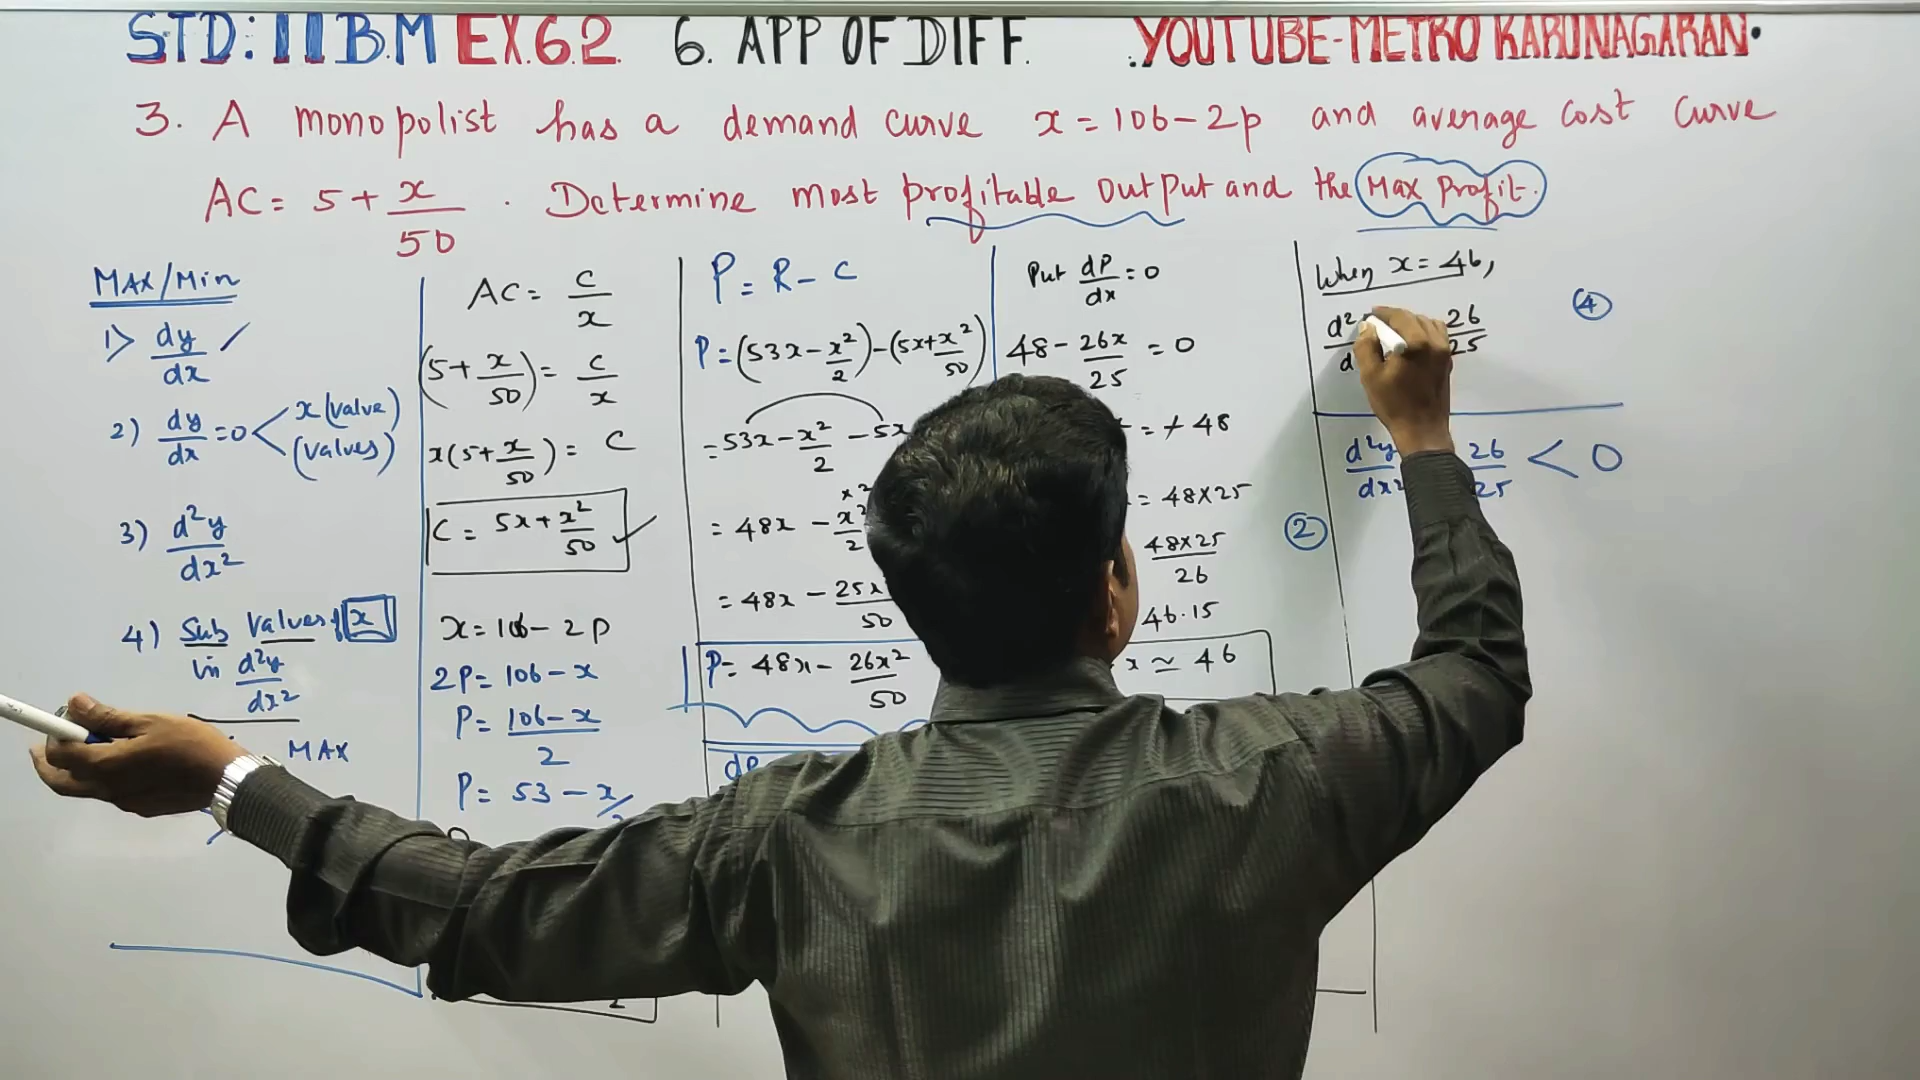 STD: 11 B.M EX.6.2. 6. APP OF DIFF. .YOUTUBE-METRO KARUNAGARAN.
3. A monopolist has a demand curve x = 106 - 2p and average cost curve
AC = 5 + x/50 . Determine most profitable output and the Max Profit.
MAX/Min
1) dy/dx
2) dy/dx = 0 x (value) (values)
3) d²y/dx²
4) Sub Values of x
in d²y/dx²
MAX
AC = C/x
(5 + x/50) = C/x
x(5 + x/50) = C
C = 5x + x²/50
x = 106 - 2p
2P = 106 - x
P = 106 - x / 2
P = 53 - x/
P = R - C
P = (53x - x²/2) - (5x + x²/50)
= 53x - x²/2 - 5x
= 48x - x²/2
= 48x - 25x/50
P = 48x - 26x²/50
dP
Put dP/dx = 0
48 - 26x/25 = 0
= 48
= 48 x 25
48 x 25 / 26
46.15
x ≃ 46
2
When x = 46,
d² 26/25
4
d²y/dx² 26/25 < 0